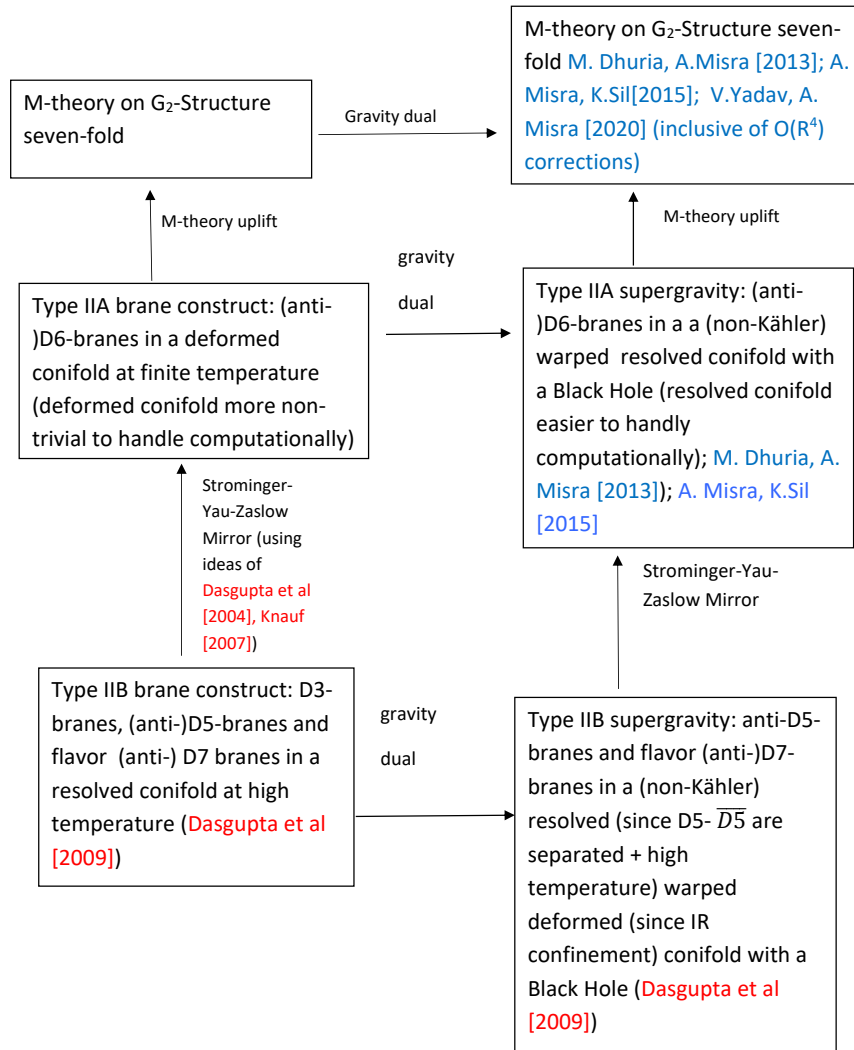 M-theory on G₂-Structure
seven-fold
Gravity dual
M-theory on G₂-Structure seven-
fold M. Dhuria, A.Misra [2013]; A.
Misra, K.Sil[2015]; V.Yadav, A.
Misra [2020] (inclusive of O(R⁴)
corrections)
M-theory uplift
M-theory uplift
gravity
dual
Type IIA brane construct: (anti-
)D6-branes in a deformed
conifold at finite temperature
(deformed conifold more non-
trivial to handle computationally)
Type IIA supergravity: (anti-
)D6-branes in a a (non-Kähler)
warped resolved conifold with
a Black Hole (resolved conifold
easier to handly
computationally); M. Dhuria, A.
Misra [2013]); A. Misra, K.Sil
[2015]
Strominger-
Yau-Zaslow
Mirror (using
ideas of
Dasgupta et al
[2004], Knauf
[2007])
Strominger-Yau-
Zaslow Mirror
Type IIB brane construct: D3-
branes, (anti-)D5-branes and
flavor (anti-) D7 branes in a
resolved conifold at high
temperature (Dasgupta et al
[2009])
gravity
dual
Type IIB supergravity: anti-D5-
branes and flavor (anti-)D7-
branes in a (non-Kähler)
resolved (since D5- D̅5̅ are
separated + high
temperature) warped
deformed (since IR
confinement) conifold with a
Black Hole (Dasgupta et al
[2009])